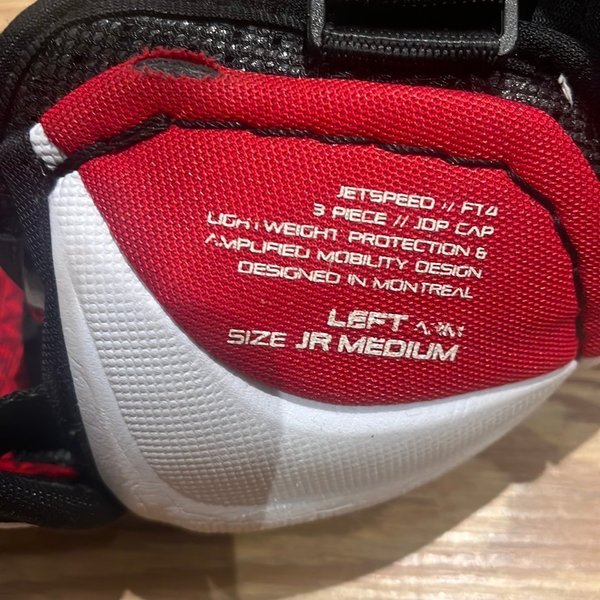 JETSPEED // FT4
3 PIECE // JDP CAP
LIGHTWEIGHT PROTECTION &
AMPLIFIED MOBILITY DESIGN
DESIGNED IN MONTREAL
LEFT
SIZE JR MEDIUM